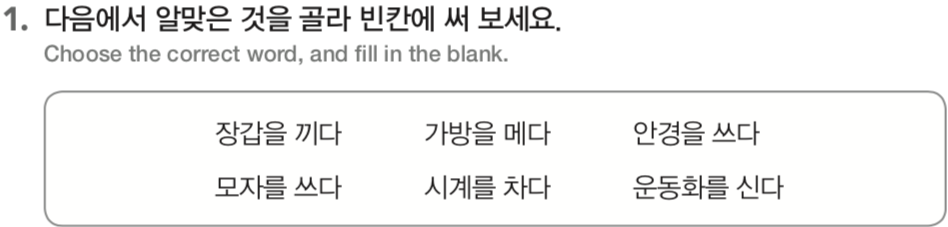 1. 다음에서 알맞은 것을 골라 빈칸에 써 보세요.
Choose the correct word, and fill in the blank.
장갑을 끼다 가방을 메다 안경을 쓰다
모자를 쓰다 시계를 차다 운동화를 신다